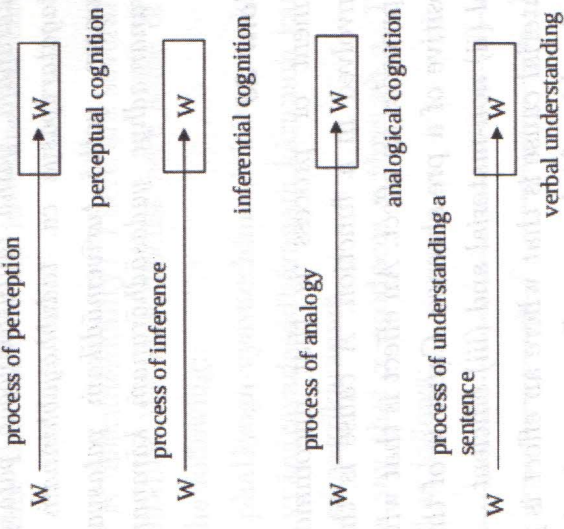 process of perception
W W
perceptual cognition
process of inference
W W
inferential cognition
process of analogy
W W
analogical cognition
process of understanding a
sentence
W W
verbal understanding